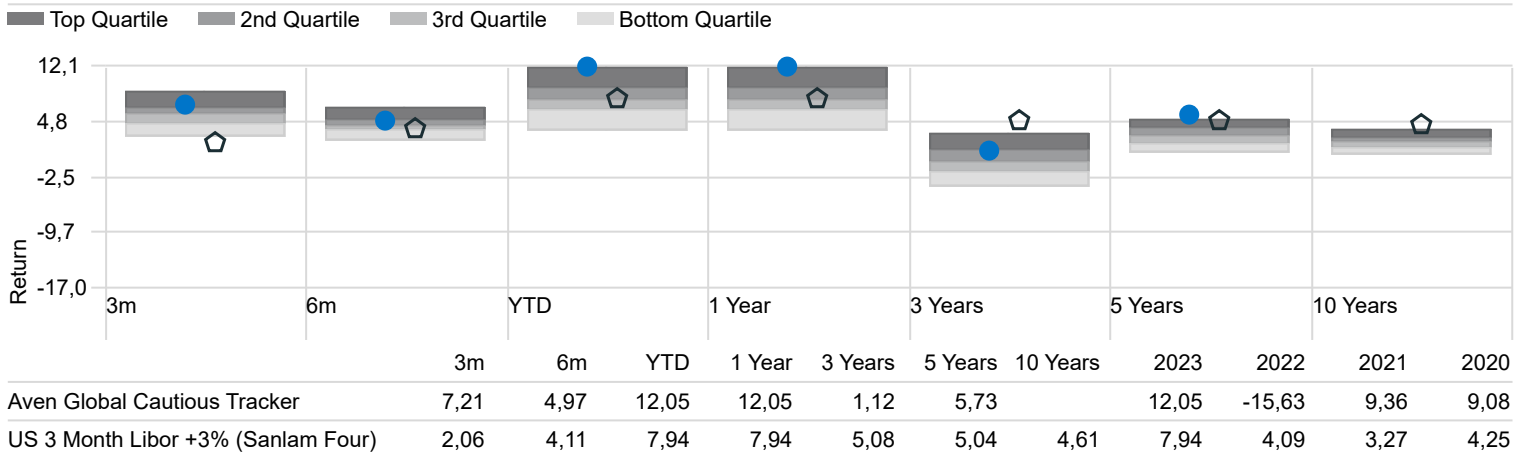 Top Quartile 2nd Quartile 3rd Quartile Bottom Quartile
12,1
4,8
-2,5
-9,7
-17,0
Return
3m 6m YTD 1 Year 3 Years 5 Years 10 Years
3m 6m YTD 1 Year 3 Years 5 Years 10 Years 2023 2022 2021 2020
Aven Global Cautious Tracker 7,21 4,97 12,05 12,05 1,12 5,73 12,05 -15,63 9,36 9,08
US 3 Month Libor +3% (Sanlam Four) 2,06 4,11 7,94 7,94 5,08 5,04 4,61 7,94 4,09 3,27 4,25